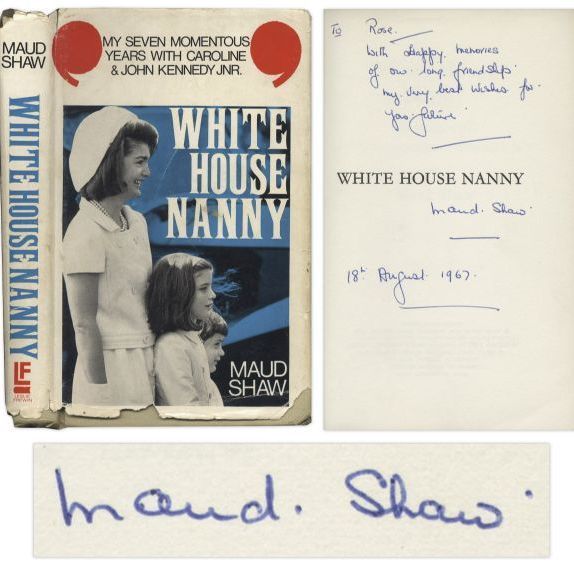 MAUD
SHAW
WHITE HOUSE NANNY
LF
LESLIE
FREWIN
MY SEVEN MOMENTOUS
YEARS WITH CAROLINE
& JOHN KENNEDY JNR.
WHITE
HOUSE
NANNY
MAUD
SHAW
To Rose.
With Happy memories
of our long friendship
my very best wishes for
your future
WHITE HOUSE NANNY
Maud. Shaw.
18th August 1967.
Maud. Shaw.